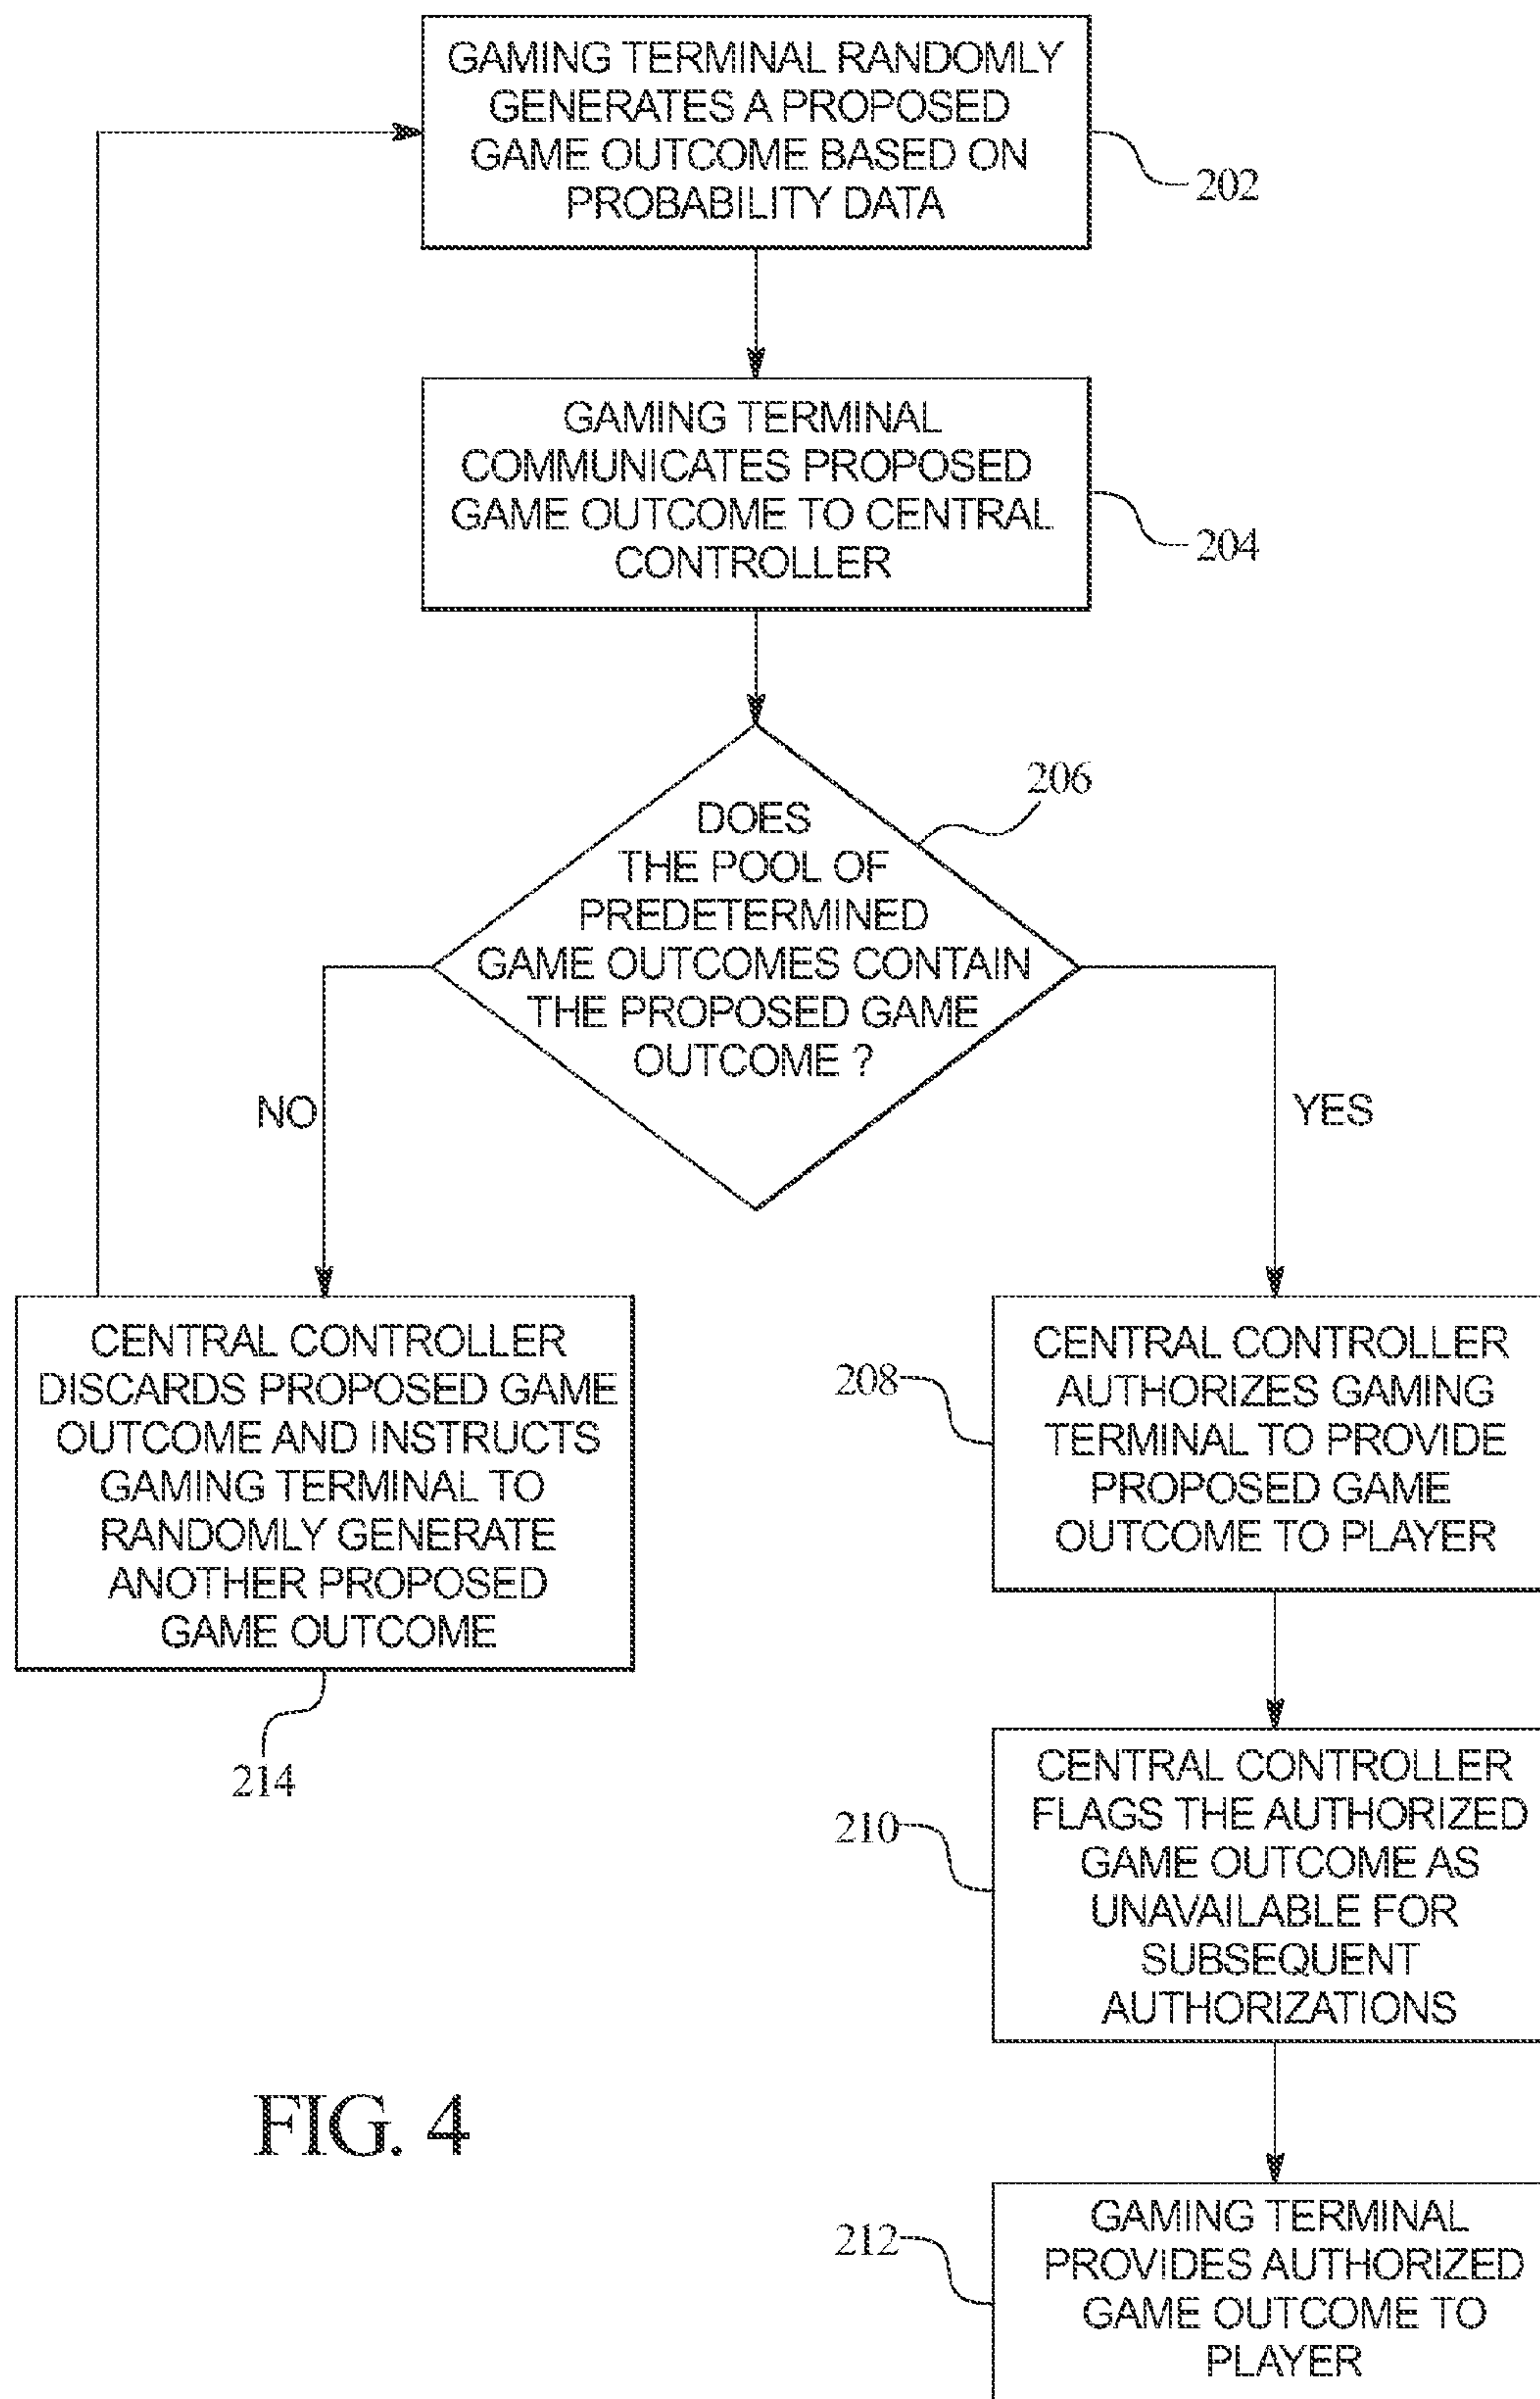 GAMING TERMINAL RANDOMLY
GENERATES A PROPOSED
GAME OUTCOME BASED ON
PROBABILITY DATA
202
GAMING TERMINAL
COMMUNICATES PROPOSED
GAME OUTCOME TO CENTRAL
CONTROLLER
204
206
DOES
THE POOL OF
PREDETERMINED
GAME OUTCOMES CONTAIN
THE PROPOSED GAME
OUTCOME ?
NO
YES
CENTRAL CONTROLLER
DISCARDS PROPOSED GAME
OUTCOME AND INSTRUCTS
GAMING TERMINAL TO
RANDOMLY GENERATE
ANOTHER PROPOSED
GAME OUTCOME
214
208
CENTRAL CONTROLLER
AUTHORIZES GAMING
TERMINAL TO PROVIDE
PROPOSED GAME
OUTCOME TO PLAYER
210
CENTRAL CONTROLLER
FLAGS THE AUTHORIZED
GAME OUTCOME AS
UNAVAILABLE FOR
SUBSEQUENT
AUTHORIZATIONS
FIG. 4
212
GAMING TERMINAL
PROVIDES AUTHORIZED
GAME OUTCOME TO
PLAYER